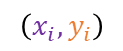 (xᵢ, yᵢ)